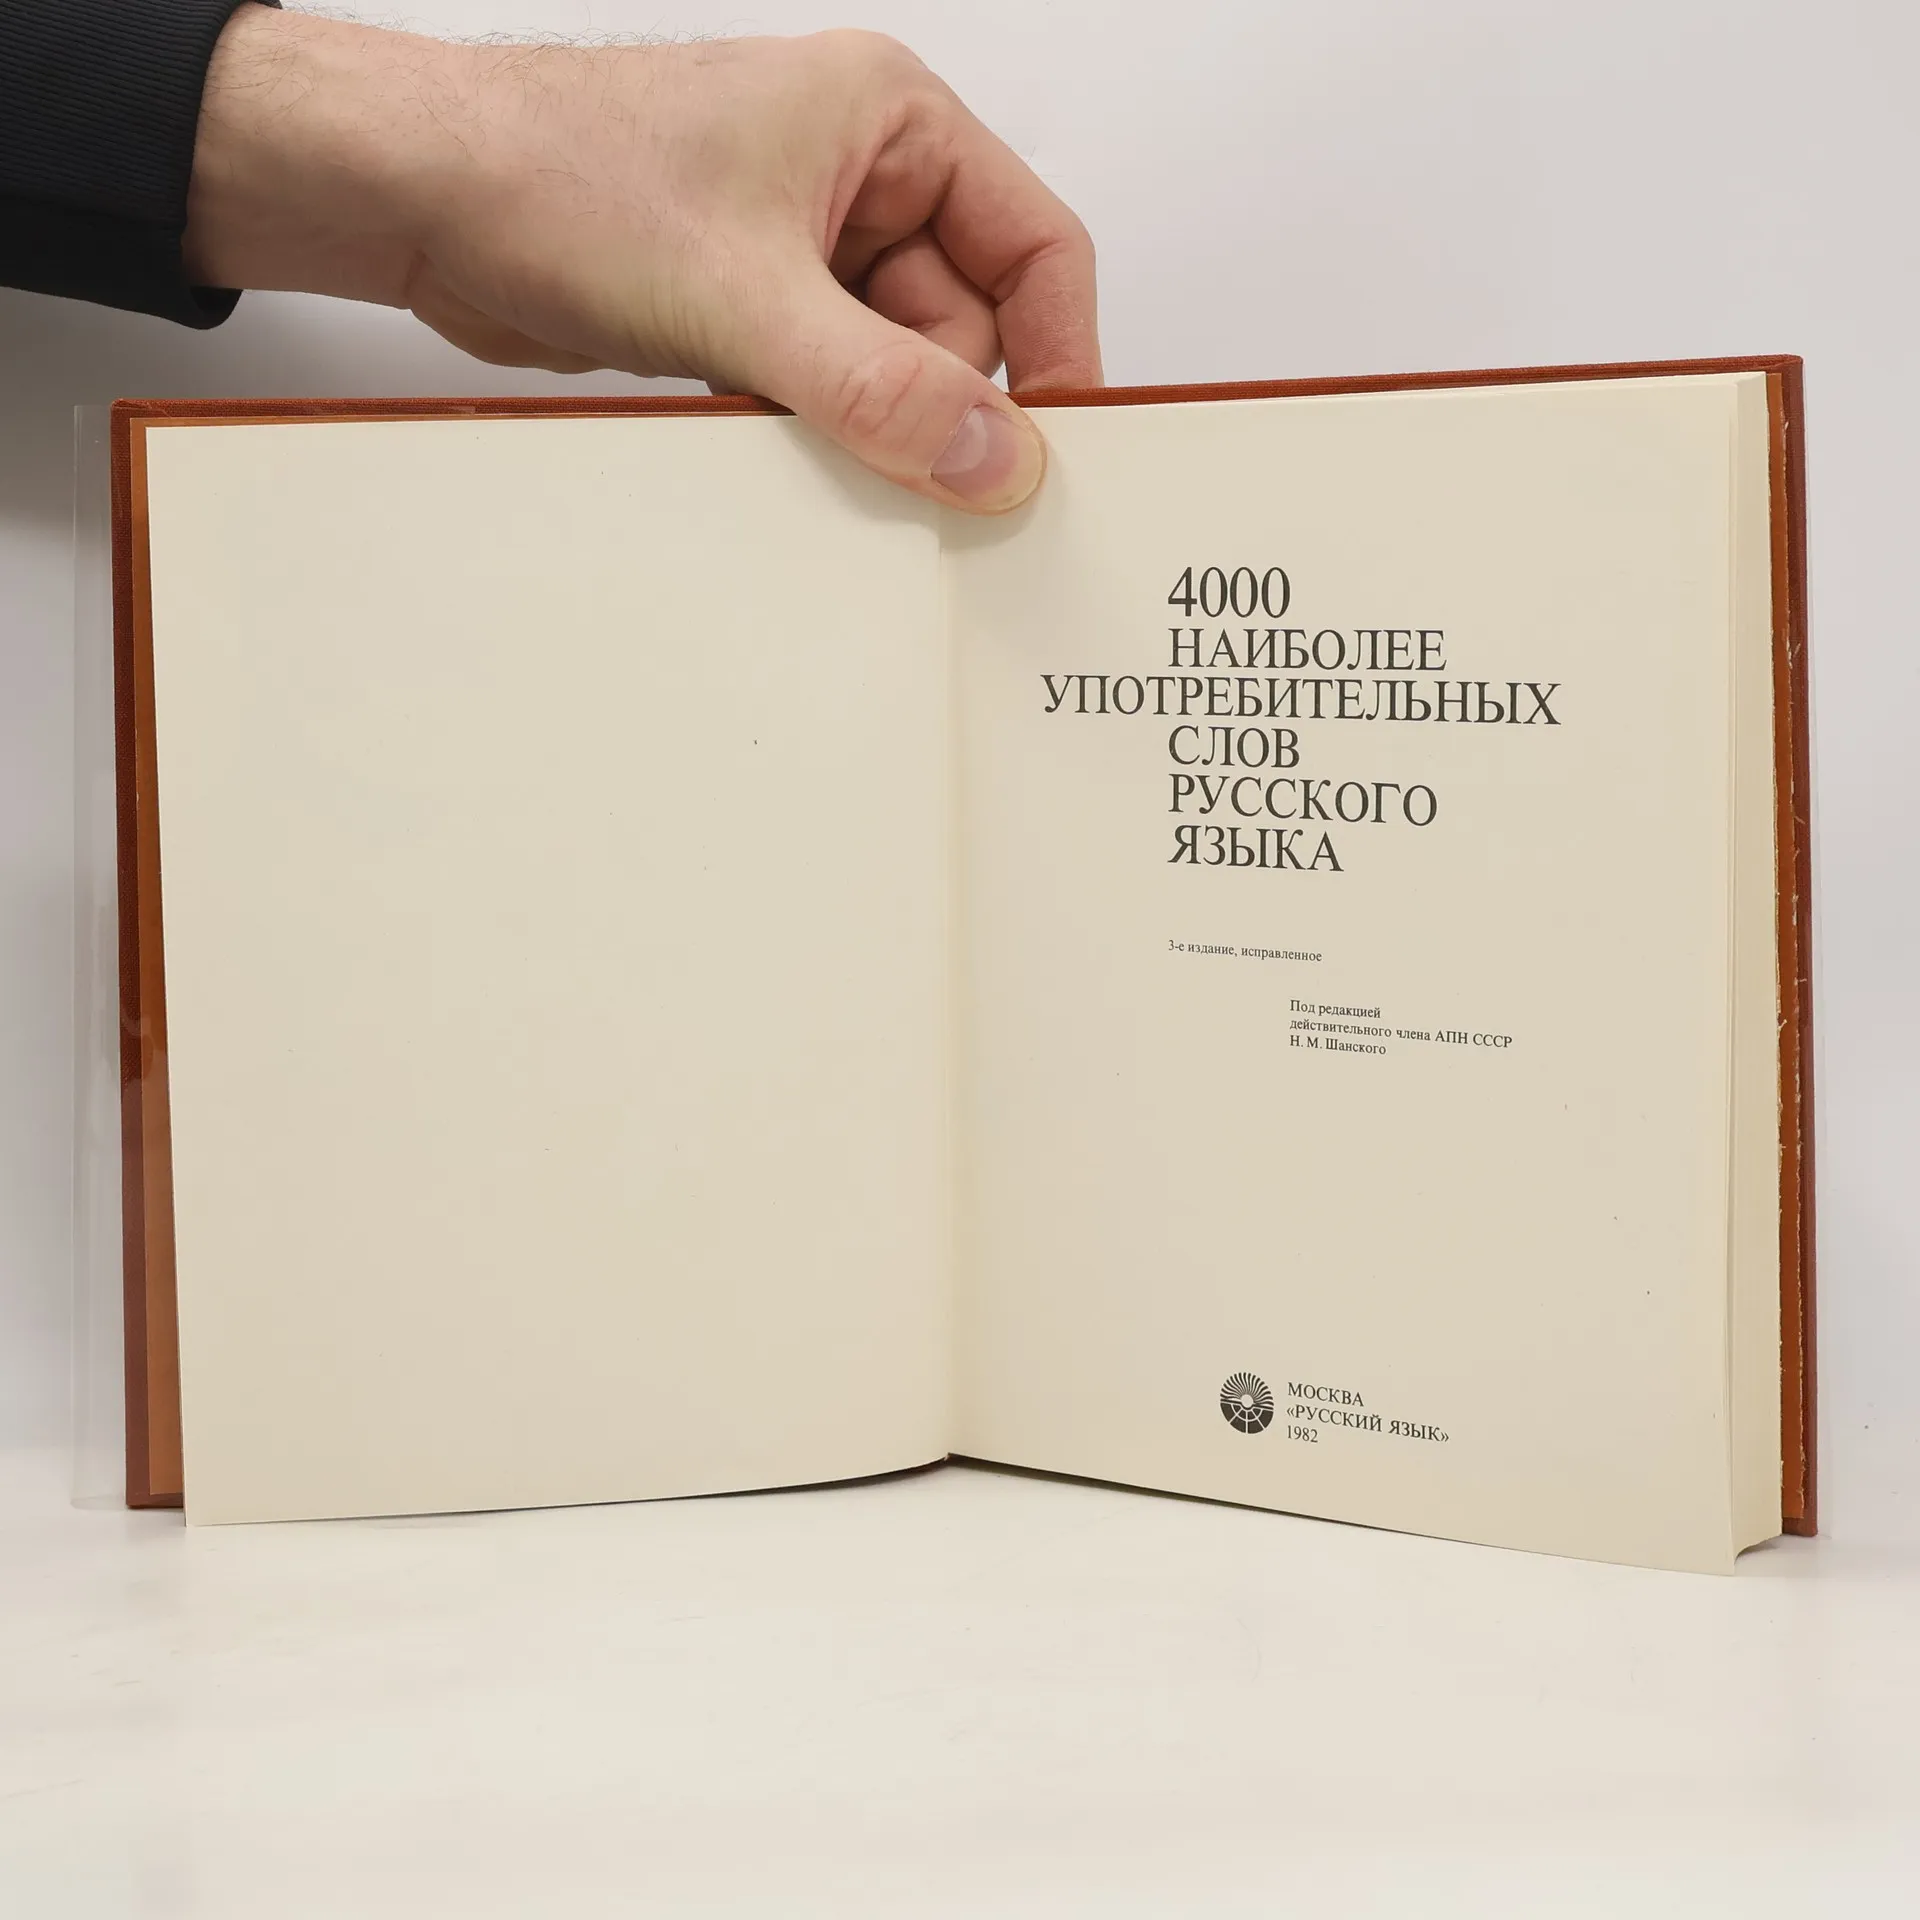 4000
НАИБОЛЕЕ
УПОТРЕБИТЕЛЬНЫХ
СЛОВ
РУССКОГО
ЯЗЫКА
3-е издание, исправленное
Под редакцией
действительного члена АПН СССР
Н. М. Шанского
МОСКВА
«РУССКИЙ ЯЗЫК»
1982